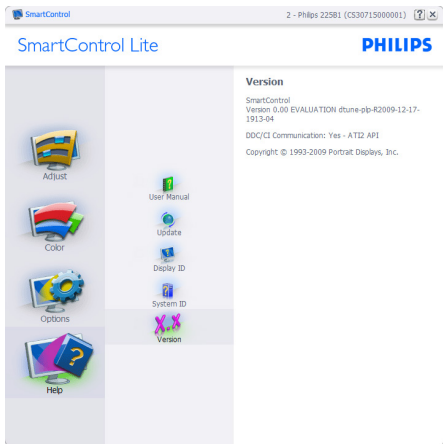 SmartControl
2 - Philips 225B1 (CS30715000001)
SmartControl Lite
PHILIPS
Adjust
Color
Options
Help
User Manual
Update
Display ID
System ID
X.X
Version
Version
SmartControl
Version 0.00 EVALUATION dtune-plp-R2009-12-17-
1913-04
DDC/CI Communication: Yes - ATI2 API
Copyright © 1993-2009 Portrait Displays, Inc.